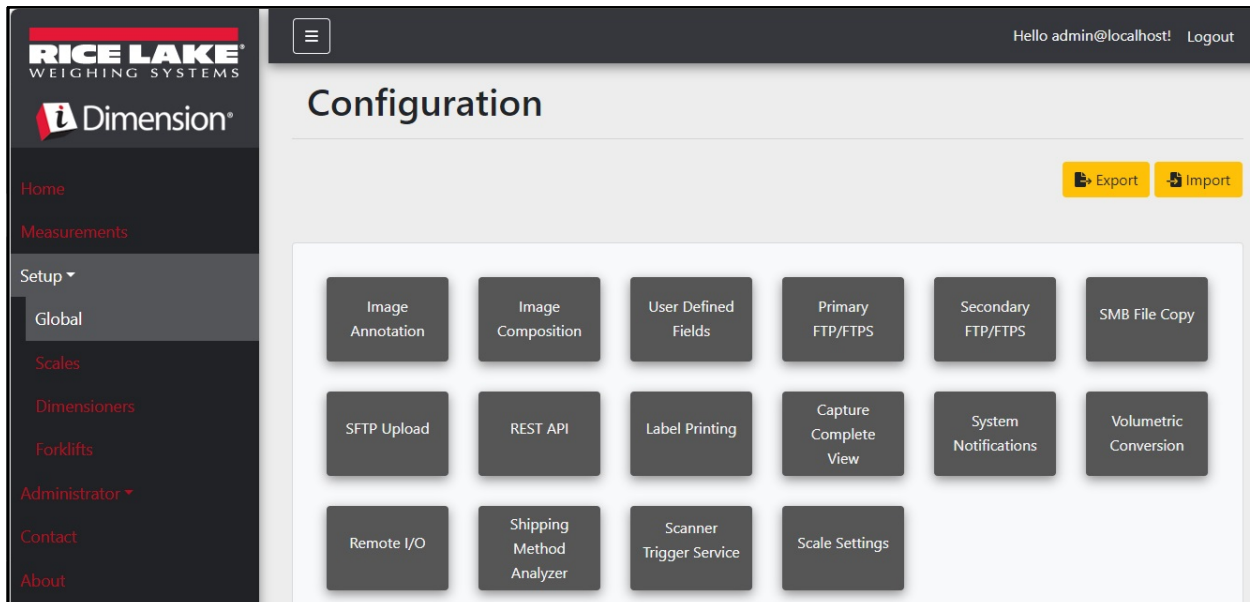 RICE LAKE®
WEIGHING SYSTEMS
i Dimension®
Home
Measurements
Setup
Global
Scales
Dimensioners
Forklifts
Administrator
Contact
About
Hello admin@localhost! Logout
Configuration
Export Import
Image
Annotation
Image
Composition
User Defined
Fields
Primary
FTP/FTPS
Secondary
FTP/FTPS
SMB File Copy
SFTP Upload
REST API
Label Printing
Capture
Complete
View
System
Notifications
Volumetric
Conversion
Remote I/O
Shipping
Method
Analyzer
Scanner
Trigger Service
Scale Settings